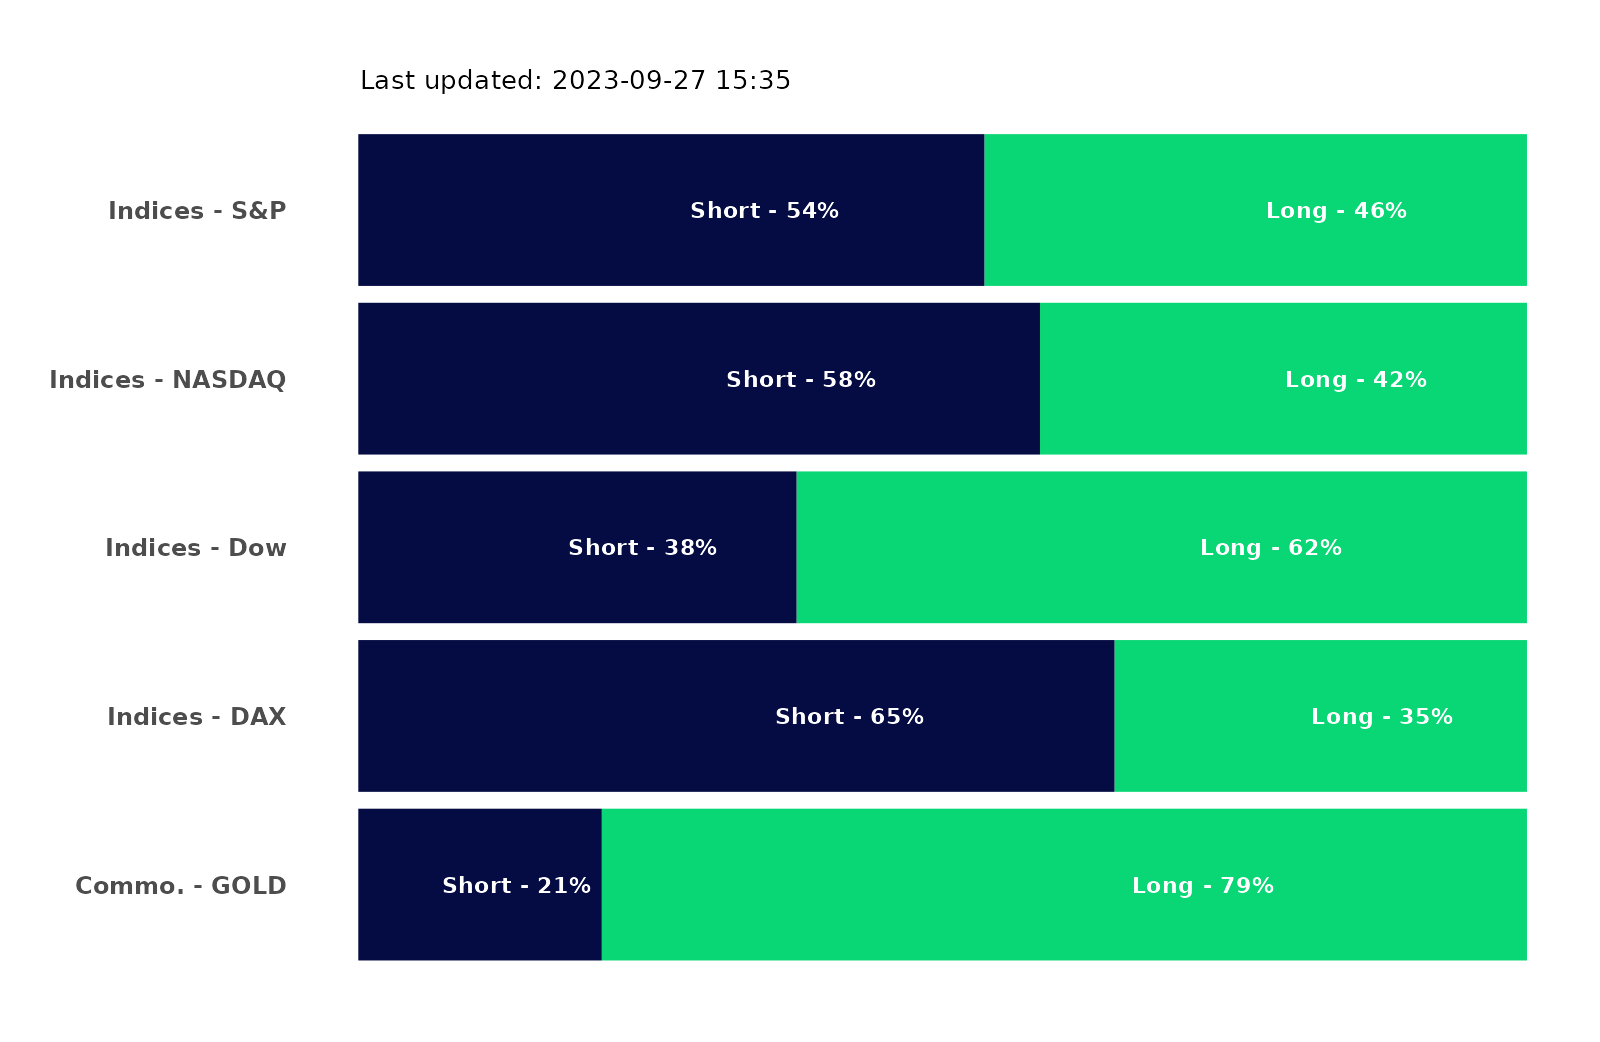 Last updated: 2023-09-27 15:35
Indices - S&P Short - 54% Long - 46%
Indices - NASDAQ Short - 58% Long - 42%
Indices - Dow Short - 38% Long - 62%
Indices - DAX Short - 65% Long - 35%
Commo. - GOLD Short - 21% Long - 79%